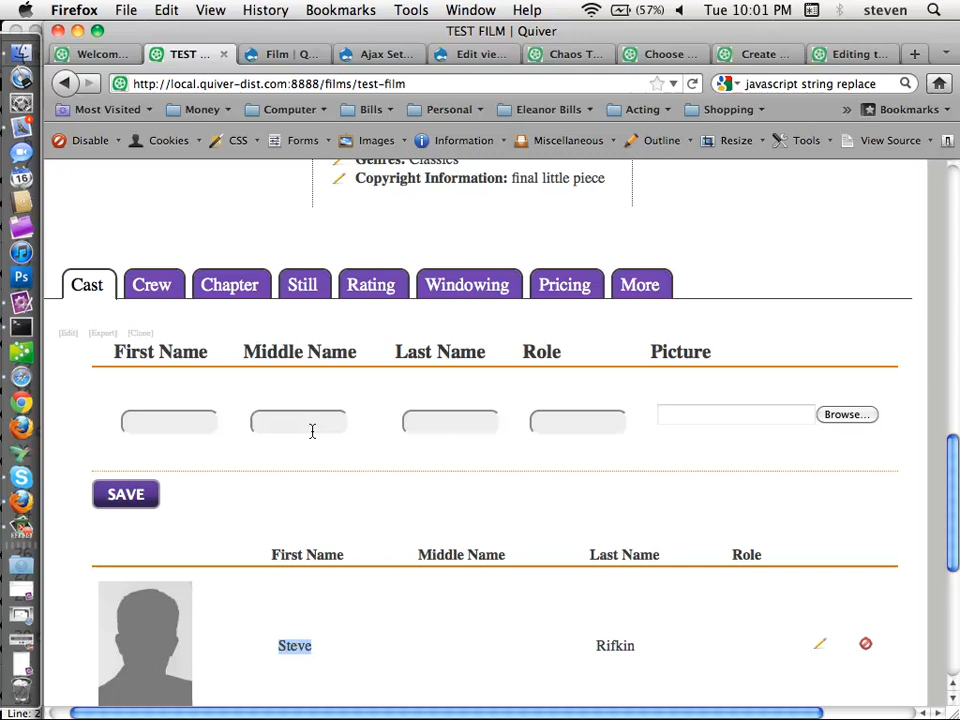 Firefox File Edit View History Bookmarks Tools Window Help (57%) Tue 10:01 PM steven
TEST FILM | Quiver
Welcom... TEST ... Film | Q... Ajax Set... Edit vie... Chaos T... Choose ... Create ... Editing t...
http://local.quiver-dist.com:8888/films/test-film javascript string replace
Most Visited Money Computer Bills Personal Eleanor Bills Acting Shopping » Bookmarks
Disable Cookies CSS Forms Images Information Miscellaneous Outline Resize Tools View Source
Genres: Classics
Copyright Information: final little piece
Cast Crew Chapter Still Rating Windowing Pricing More
[Edit] [Export] [Clone]
First Name Middle Name Last Name Role Picture
Browse...
SAVE
First Name Middle Name Last Name Role
Steve Rifkin
Line: 2